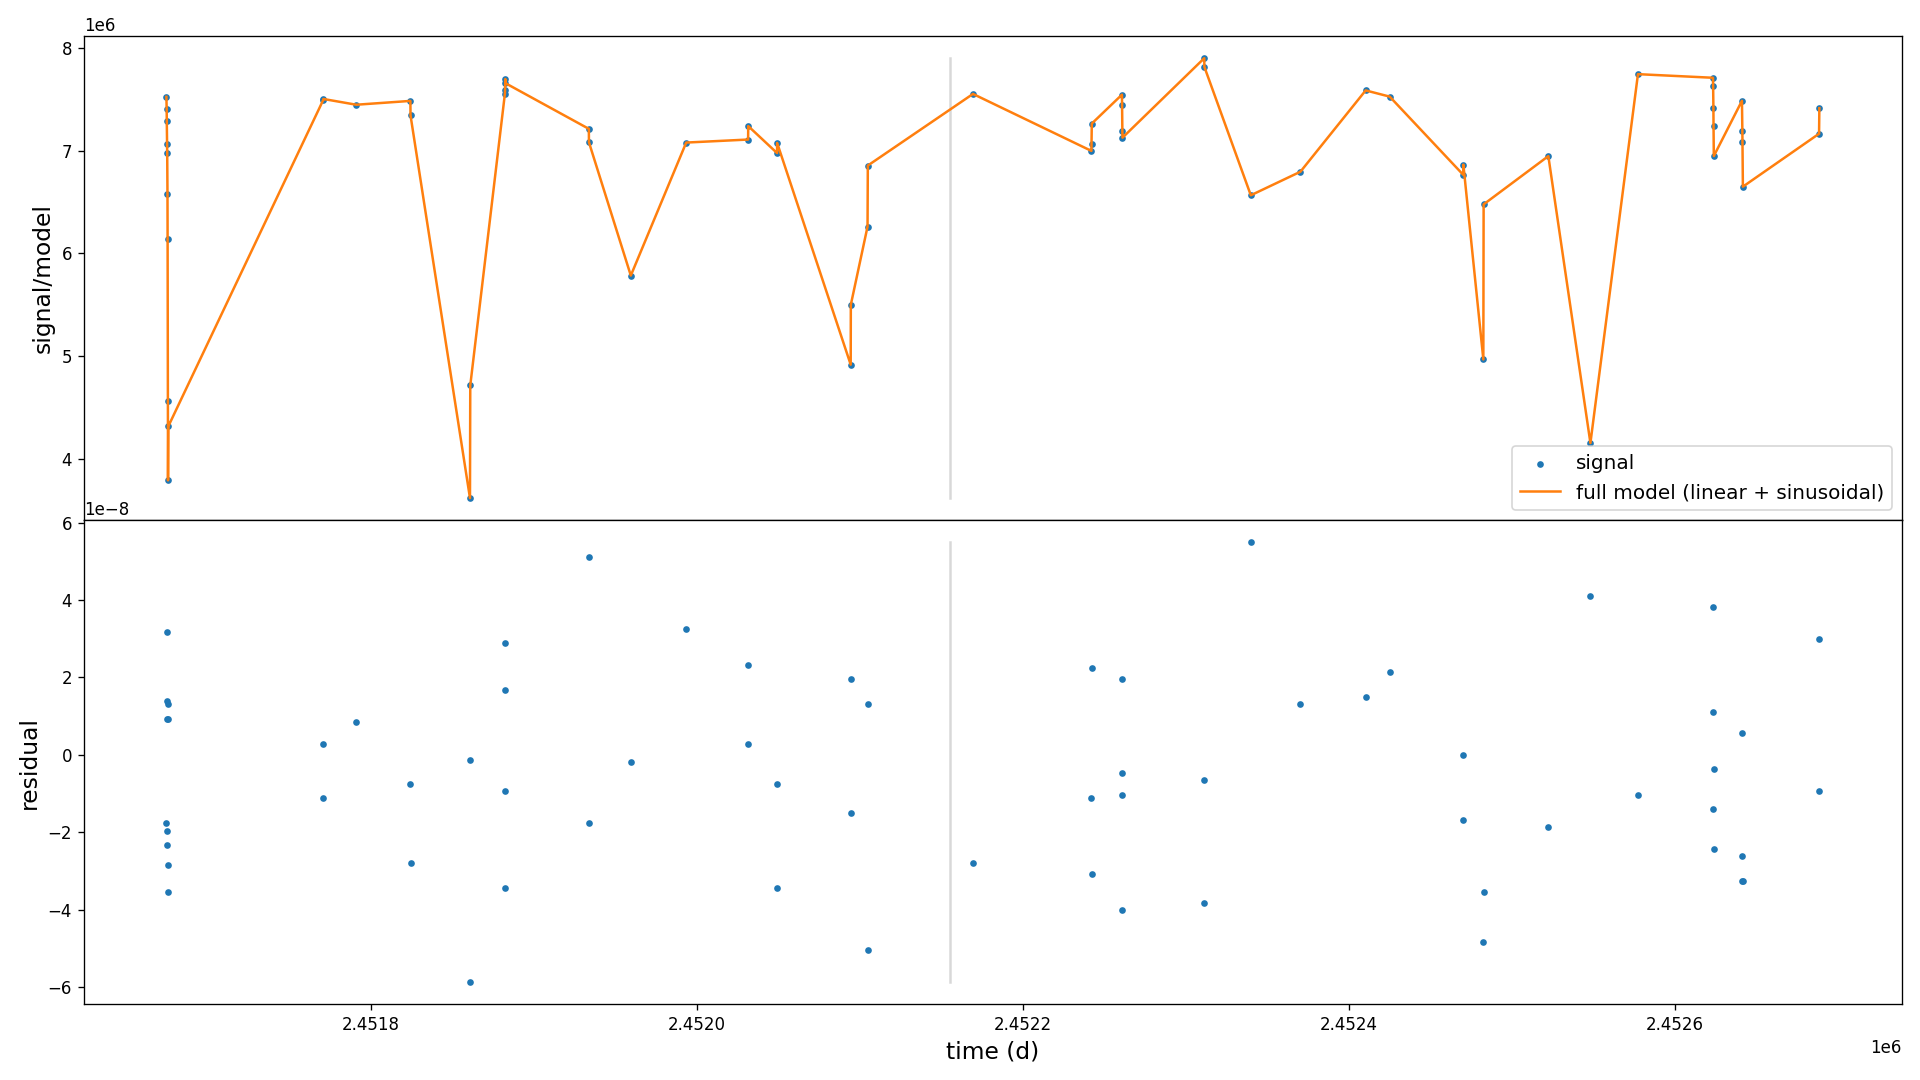 1e6
8
7
6
5
4
signal/model
signal
full model (linear + sinusoidal)
1e−8
6
4
2
0
−2
−4
−6
residual
2.4518
2.4520
2.4522
2.4524
2.4526
time (d)
1e6